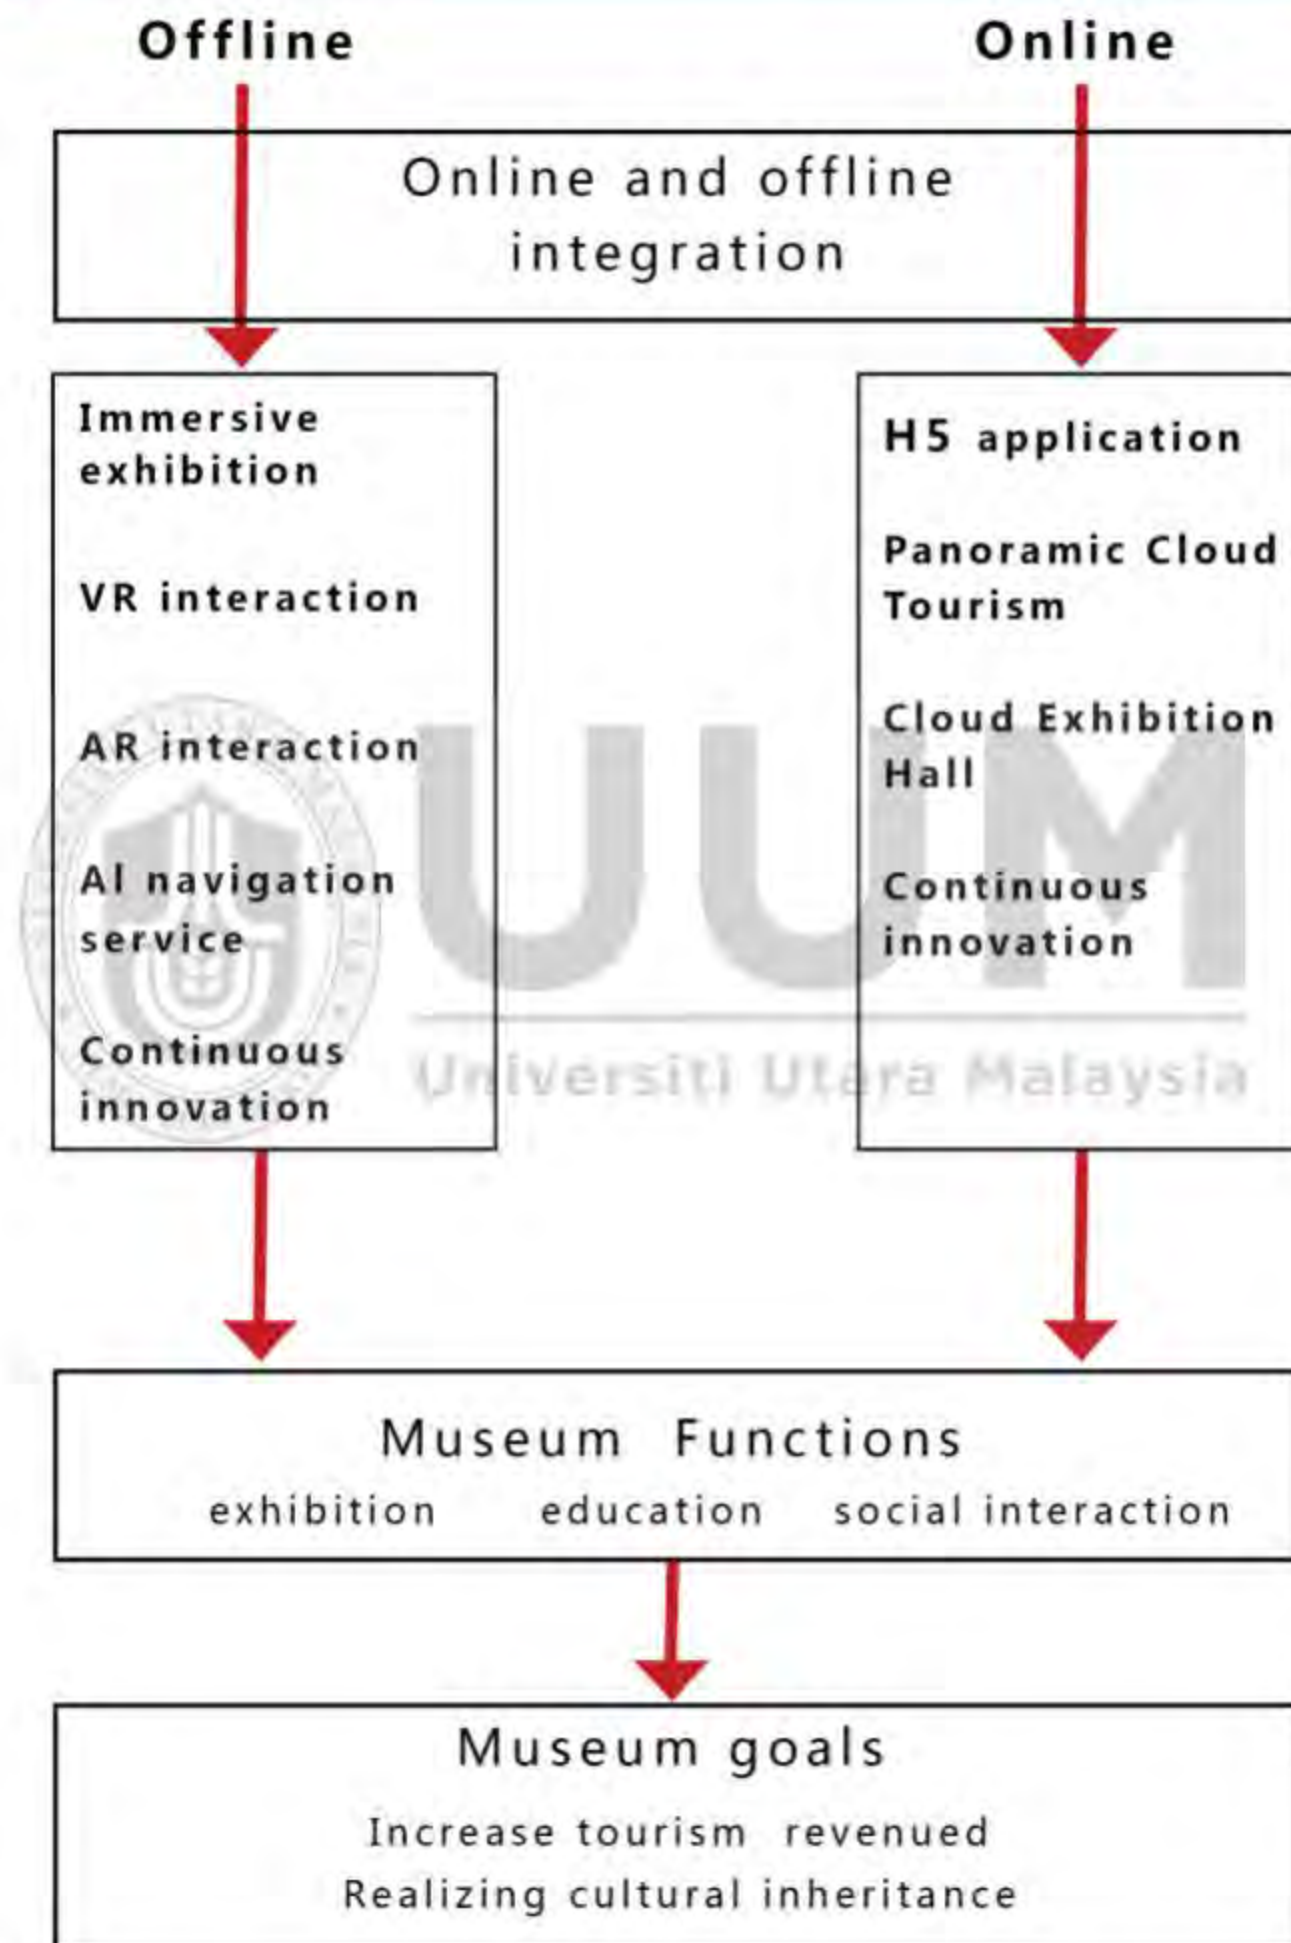 Offline
Online
Online and offline
integration
Immersive
exhibition
VR interaction
AR interaction
AI navigation
service
Continuous
innovation
H5 application
Panoramic Cloud
Tourism
Cloud Exhibition
Hall
Continuous
innovation
UUM
Universiti Utara Malaysia
Museum Functions
exhibition education social interaction
Museum goals
Increase tourism revenued
Realizing cultural inheritance